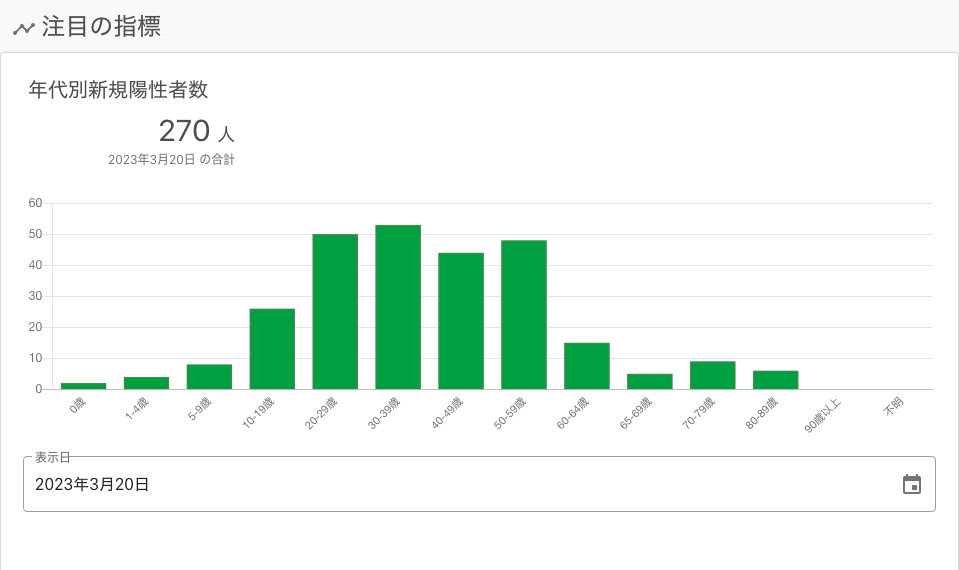 注目の指標
年代別新規陽性者数
270 人
2023年3月20日 の合計
60
50
40
30
20
10
0
0歳
1-4歳
5-9歳
10-19歳
20-29歳
30-39歳
40-49歳
50-59歳
60-64歳
65-69歳
70-79歳
80-89歳
90歳以上
不明
表示日
2023年3月20日